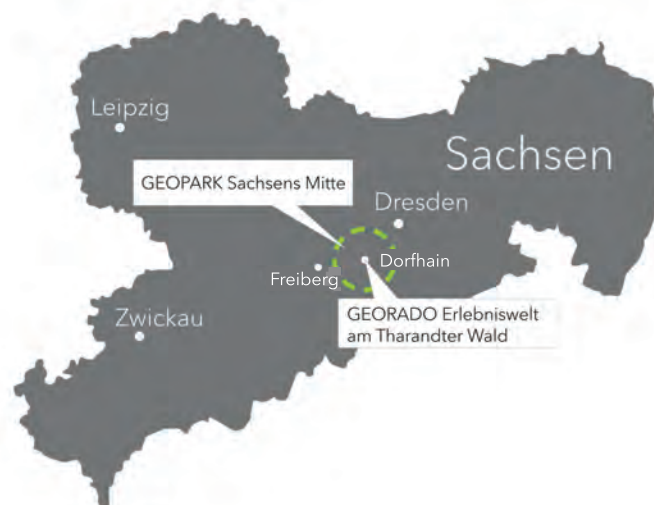 Leipzig
Sachsen
GEOPARK Sachsens Mitte
Dresden
Dorfhain
Freiberg
GEORADO Erlebniswelt
am Tharandter Wald
Zwickau